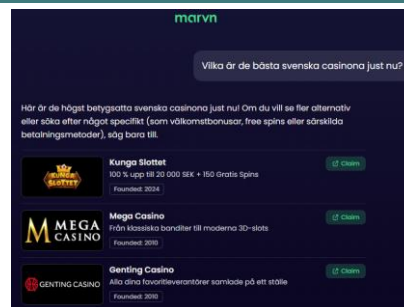 marvn
Vilka är de bästa svenska casinona just nu?
Här är de högst betygsatta svenska casinona just nu! Om du vill se fler alternativ
eller söka efter något specifikt (som välkomstbonusar, free spins eller särskilda
betalningsmetoder), säg bara till.
KUNGA
SLOTTET
Kunga Slottet
100 % upp till 20 000 SEK + 150 Gratis Spins
Founded: 2024
Claim
M MEGA
CASINO
Mega Casino
Från klassiska banditer till moderna 3D-slots
Founded: 2010
Claim
GENTING CASINO
Genting Casino
Alla dina favoritleverantörer samlade på ett ställe
Founded: 2010
Claim